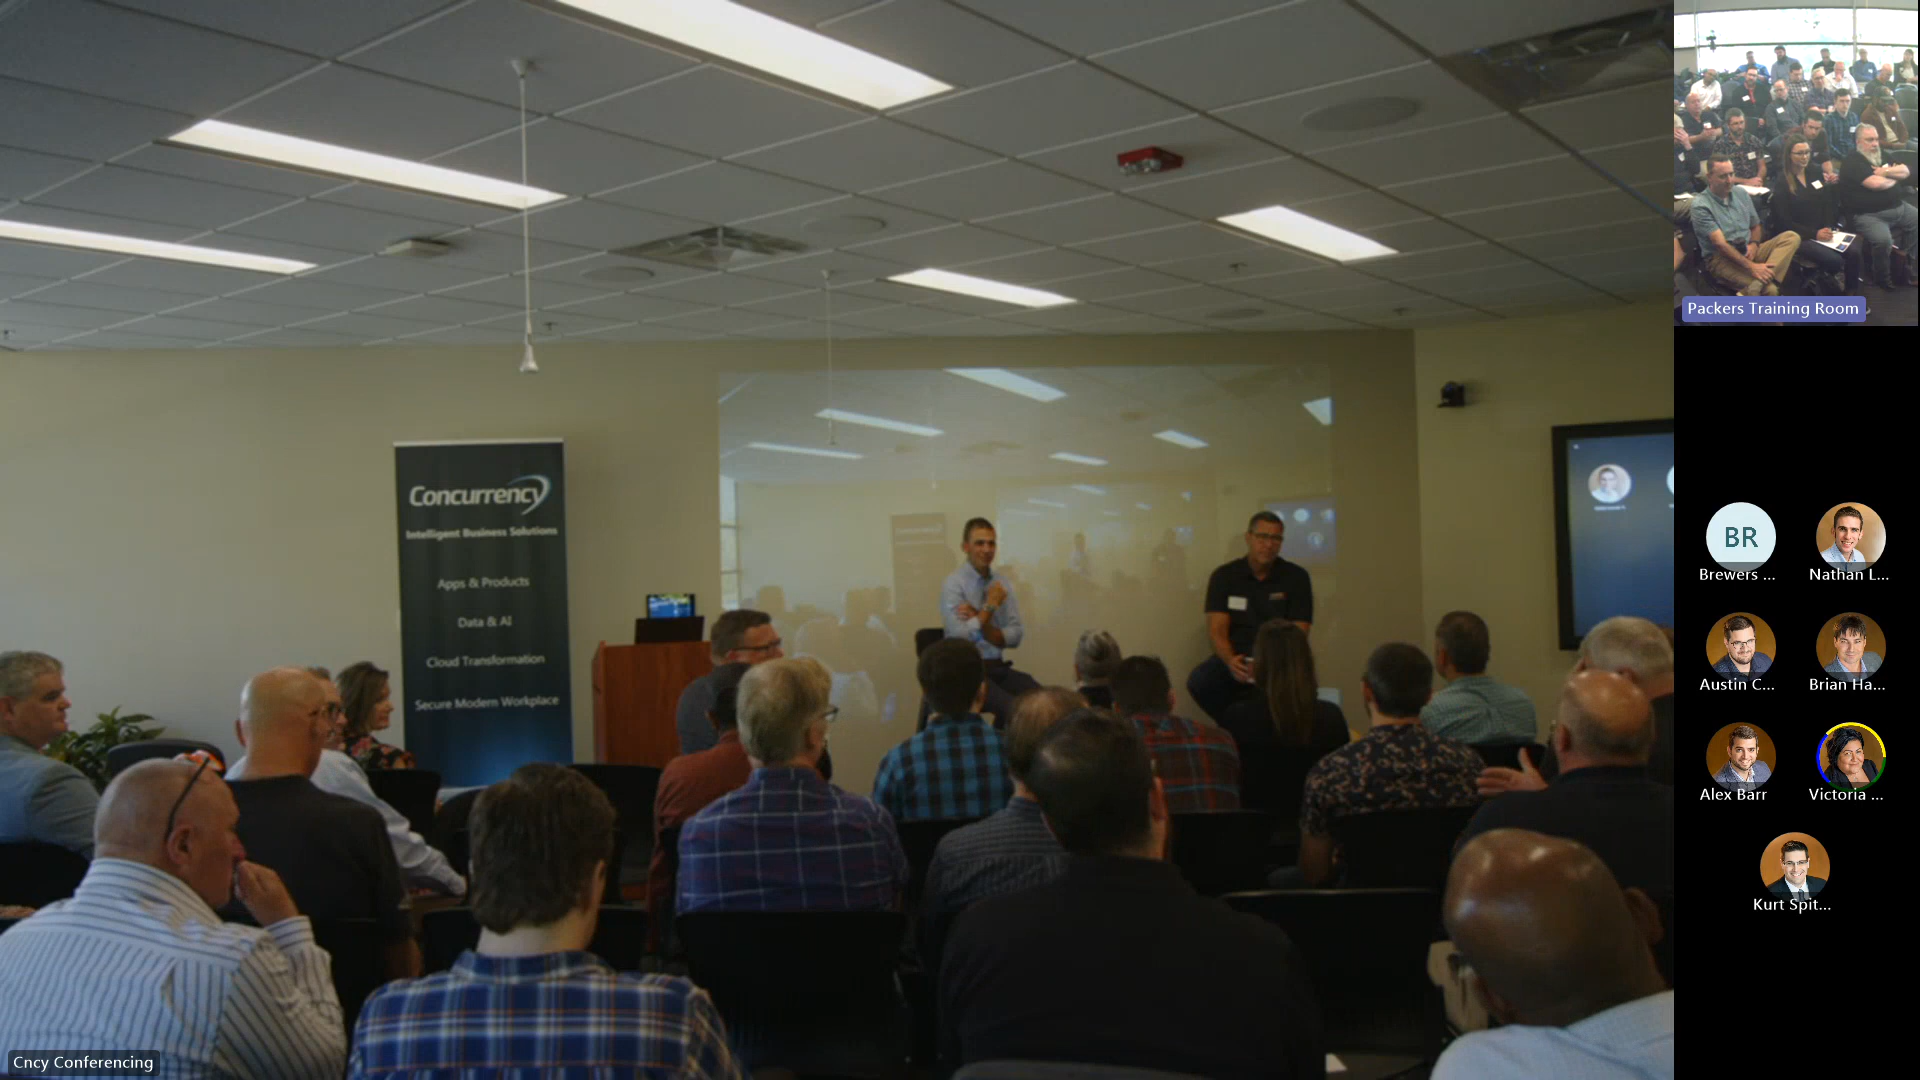 Concurrency
Intelligent Business Solutions
Apps & Products
Data & AI
Cloud Transformation
Secure Modern Workplace
Cncy Conferencing
Packers Training Room
BR
Brewers ...
Nathan L...
Austin C...
Brian Ha...
Alex Barr
Victoria ...
Kurt Spit...